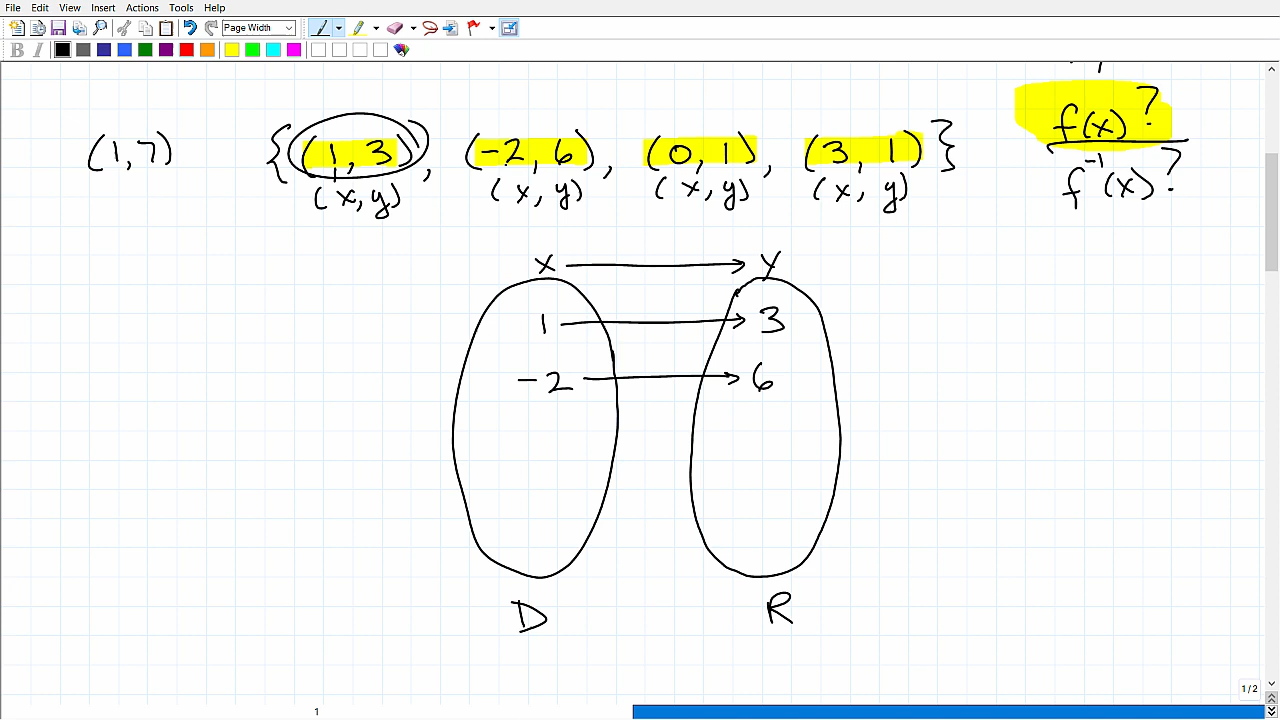 File Edit View Insert Actions Tools Help
Page Width
B I
f(x)?
(1,7) {(1, 3), (-2, 6), (0, 1), (3, 1)}
(x,y) (x,y) (x,y) (x, y) f⁻¹(x)?
x → y
1 → 3
-2 → 6
D R
1/2
1